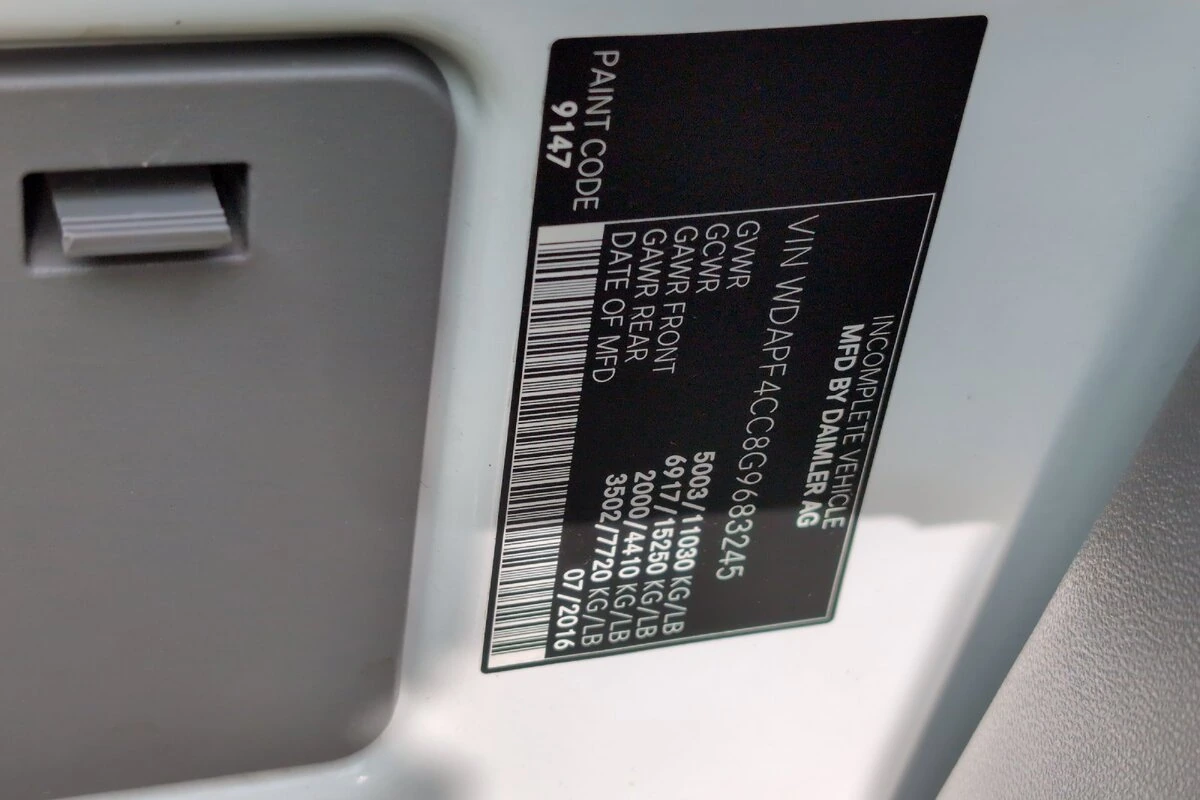 INCOMPLETE VEHICLE
MFD BY DAIMLER AG
VIN WDAPF4CC8G9683245
GVWR 5003/11030 KG/LB
GCWR 6917/15250 KG/LB
GAWR FRONT 2000/4410 KG/LB
GAWR REAR 3502/7720 KG/LB
DATE OF MFD 07/2016
PAINT CODE
9147